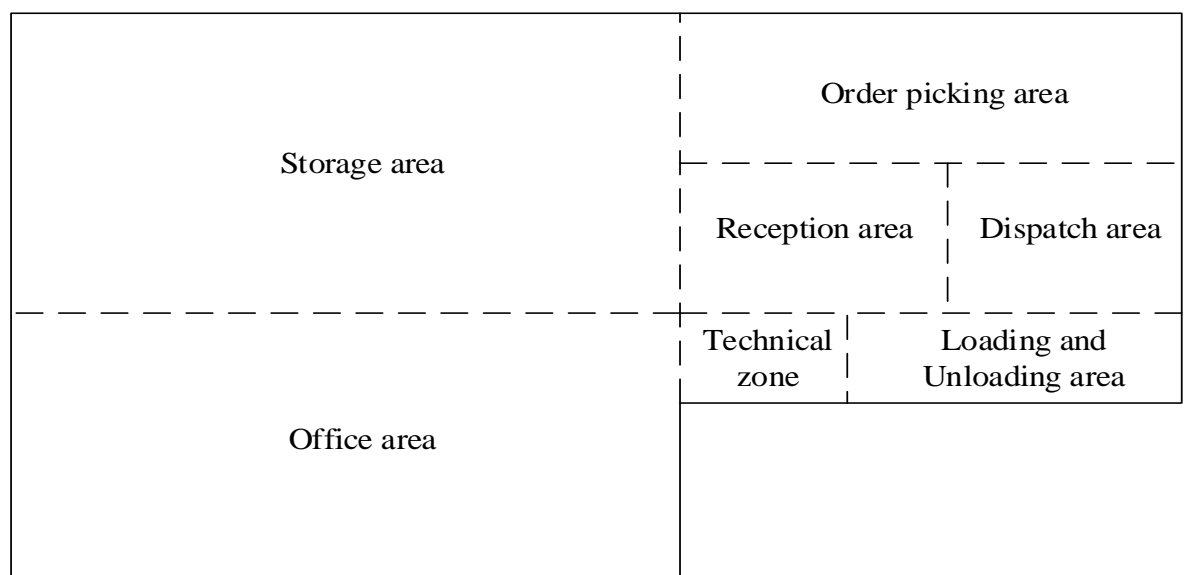 Order picking area
Storage area
Reception area
Dispatch area
Technical
zone
Loading and
Unloading area
Office area